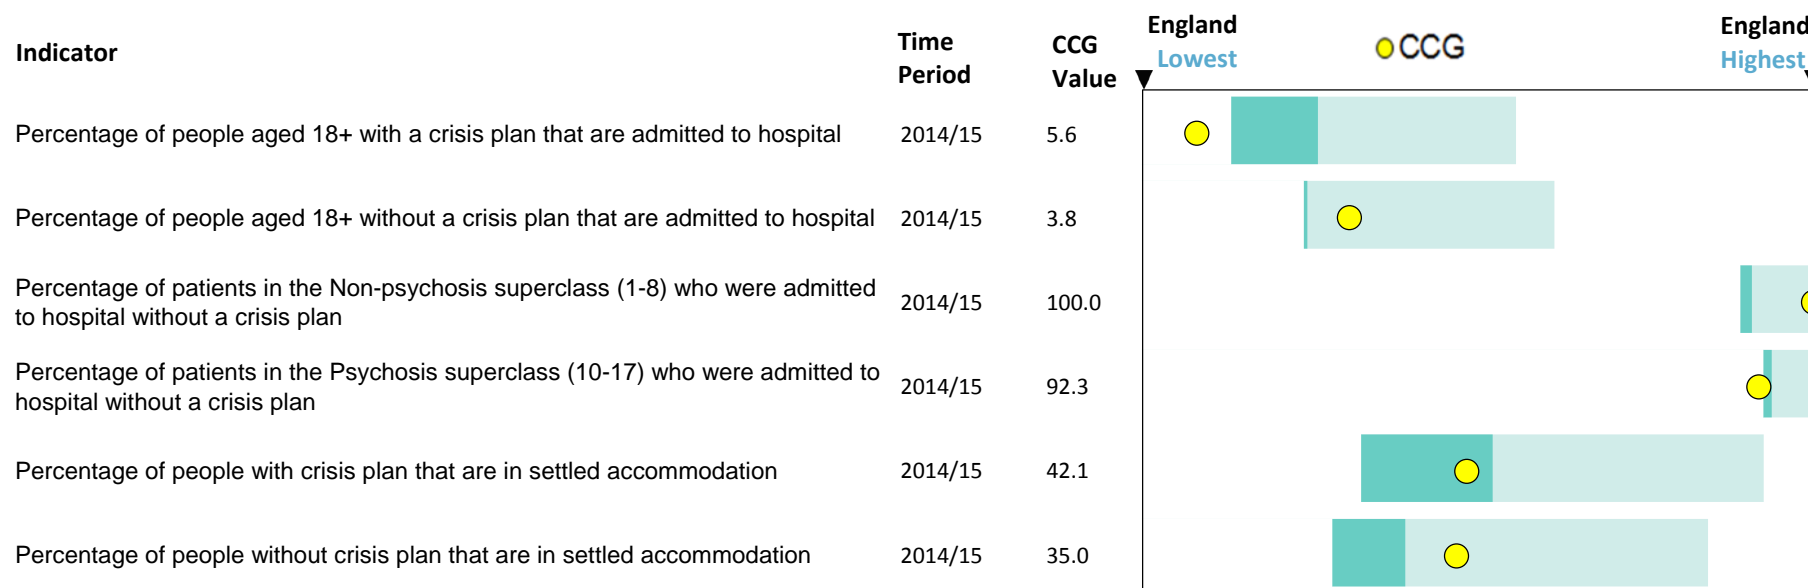 Indicator
Time
Period
CCG
Value
England
Lowest
CCG
England
Highest
Percentage of people aged 18+ with a crisis plan that are admitted to hospital 2014/15 5.6
Percentage of people aged 18+ without a crisis plan that are admitted to hospital 2014/15 3.8
Percentage of patients in the Non-psychosis superclass (1-8) who were admitted
to hospital without a crisis plan
2014/15 100.0
Percentage of patients in the Psychosis superclass (10-17) who were admitted to
hospital without a crisis plan
2014/15 92.3
Percentage of people with crisis plan that are in settled accommodation 2014/15 42.1
Percentage of people without crisis plan that are in settled accommodation 2014/15 35.0